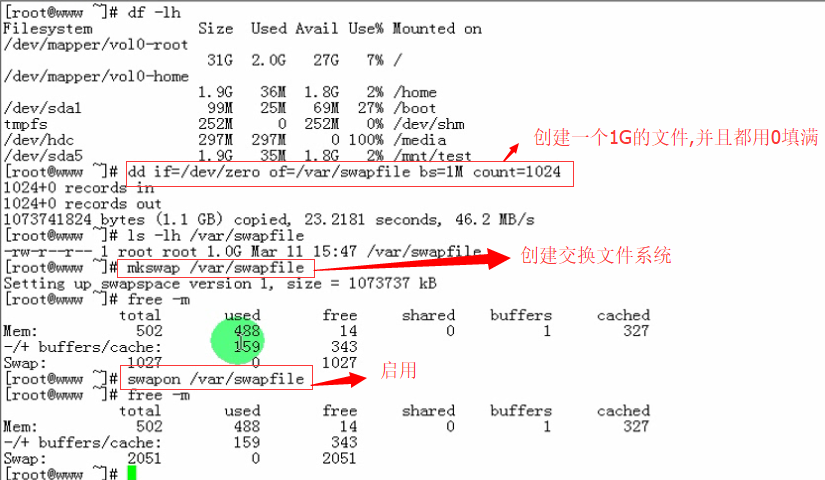 [root@www ~]# df -lh
Filesystem Size Used Avail Use% Mounted on
/dev/mapper/vol0-root
31G 2.0G 27G 7% /
/dev/mapper/vol0-home
1.9G 36M 1.8G 2% /home
/dev/sda1 99M 25M 69M 27% /boot
tmpfs 252M 0 252M 0% /dev/shm
/dev/hdc 297M 297M 0 100% /media
/dev/sda5 1.9G 35M 1.8G 2% /mnt/test
创建一个1G的文件,并且都用0填满
[root@www ~]# dd if=/dev/zero of=/var/swapfile bs=1M count=1024
1024+0 records in
1024+0 records out
1073741824 bytes (1.1 GB) copied, 23.2181 seconds, 46.2 MB/s
[root@www ~]# ls -lh /var/swapfile
-rw-r--r-- 1 root root 1.0G Mar 11 15:47 /var/swapfile
[root@www ~]# mkswap /var/swapfile
创建交换文件系统
Setting up swapspace version 1, size = 1073737 kB
[root@www ~]# free -m
total used free shared buffers cached
Mem: 502 488 14 0 1 327
-/+ buffers/cache: 159 343
Swap: 1027 0 1027
[root@www ~]# swapon /var/swapfile
启用
[root@www ~]# free -m
total used free shared buffers cached
Mem: 502 488 14 0 1 327
-/+ buffers/cache: 159 343
Swap: 2051 0 2051
[root@www ~]#